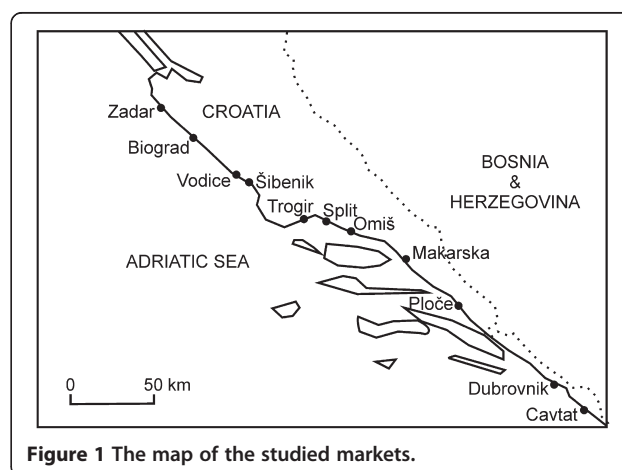 Zadar
CROATIA
Biograd
BOSNIA
&
HERZEGOVINA
Vodice
Šibenik
Trogir
Split
Omiš
Makarska
ADRIATIC SEA
Ploče
0 50 km
Dubrovnik
Cavtat
Figure 1 The map of the studied markets.